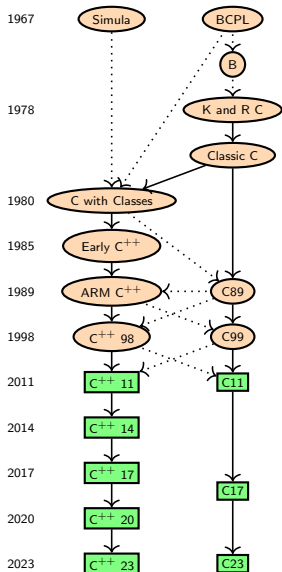 1967 Simula BCPL
B
1978 K and R C
Classic C
1980 C with Classes
1985 Early C++
1989 ARM C++ C89
1998 C++ 98 C99
2011 C++ 11 C11
2014 C++ 14
2017 C++ 17
C17
2020 C++ 20
2023 C++ 23 C23